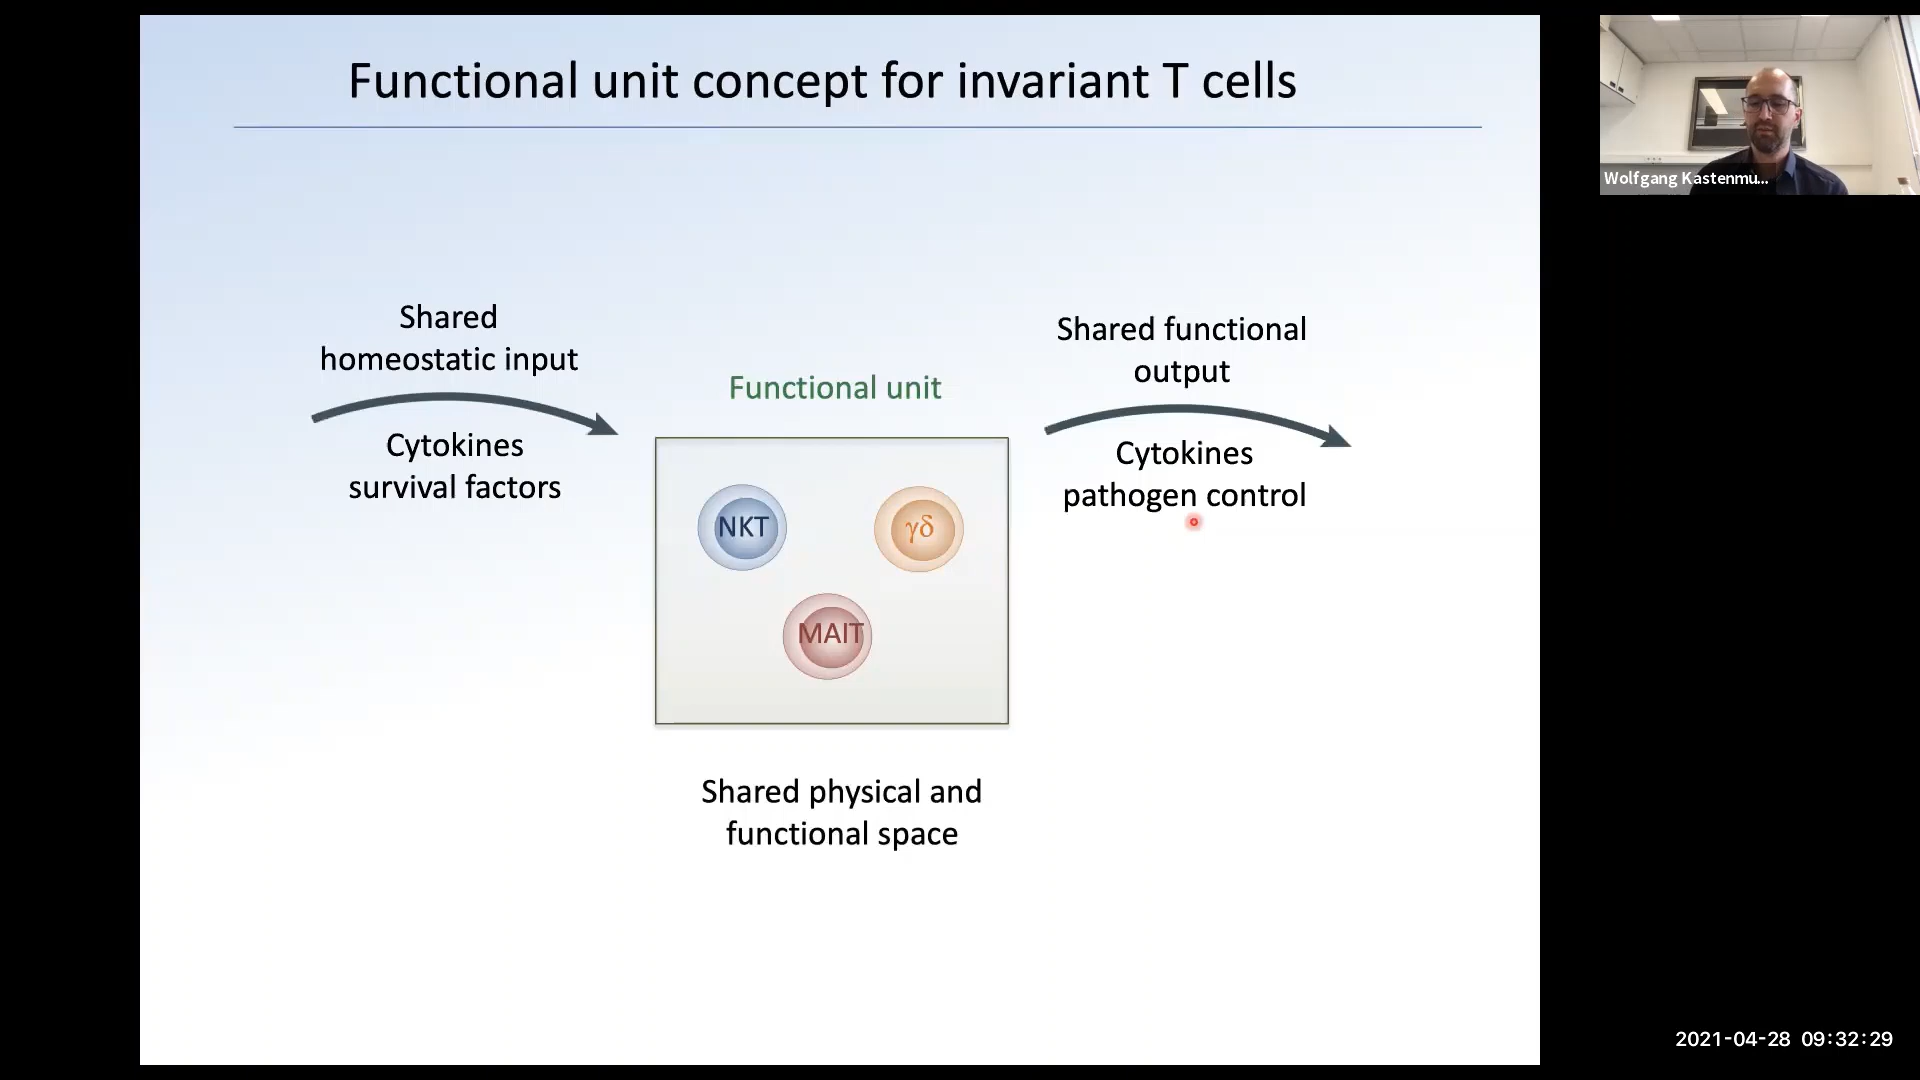 Functional unit concept for invariant T cells
Shared
homeostatic input
Cytokines
survival factors
Functional unit
NKT
γδ
MAIT
Shared physical and
functional space
Shared functional
output
Cytokines
pathogen control
Wolfgang Kastenmu...
2021-04-28 09:32:29